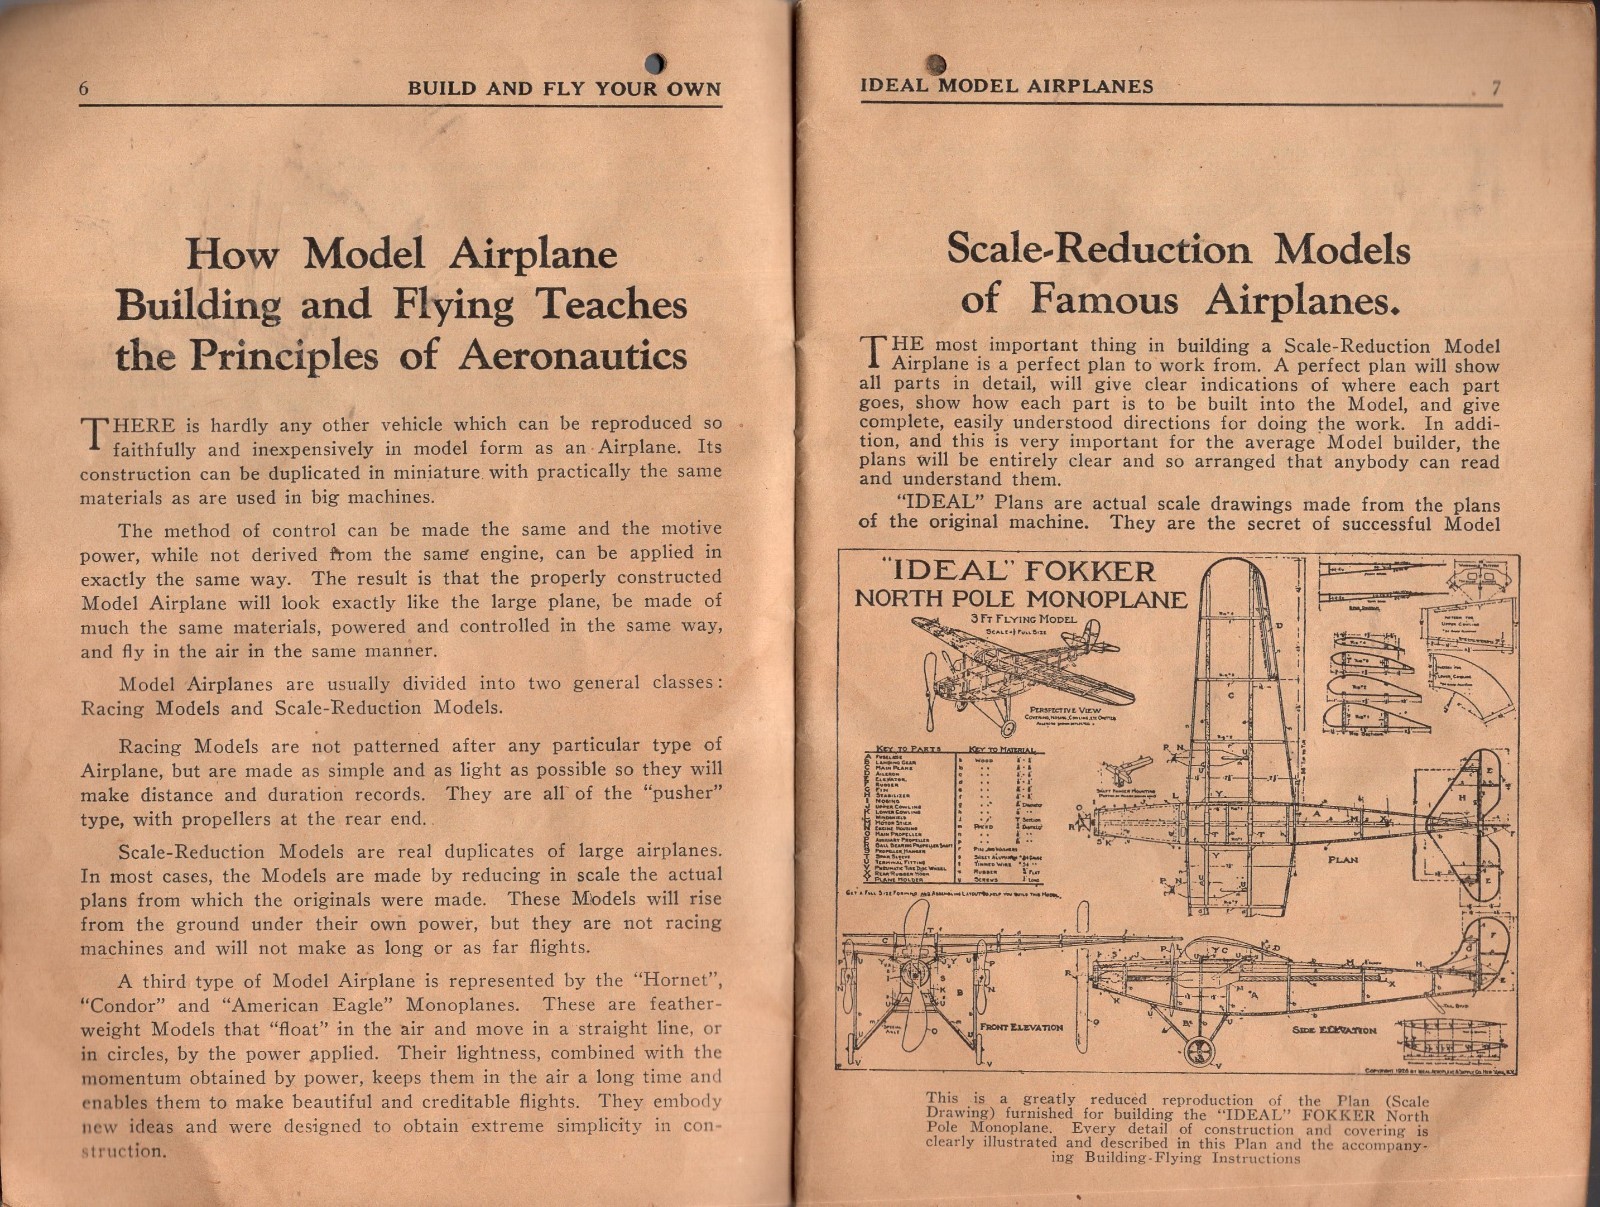 6 BUILD AND FLY YOUR OWN
How Model Airplane
Building and Flying Teaches
the Principles of Aeronautics
THERE is hardly any other vehicle which can be reproduced so
faithfully and inexpensively in model form as an Airplane. Its
construction can be duplicated in miniature with practically the same
materials as are used in big machines.
The method of control can be made the same and the motive
power, while not derived from the same engine, can be applied in
exactly the same way. The result is that the properly constructed
Model Airplane will look exactly like the large plane, be made of
much the same materials, powered and controlled in the same way,
and fly in the air in the same manner.
Model Airplanes are usually divided into two general classes:
Racing Models and Scale-Reduction Models.
Racing Models are not patterned after any particular type of
Airplane, but are made as simple and as light as possible so they will
make distance and duration records. They are all of the "pusher"
type, with propellers at the rear end.
Scale-Reduction Models are real duplicates of large airplanes.
In most cases, the Models are made by reducing in scale the actual
plans from which the originals were made. These Models will rise
from the ground under their own power, but they are not racing
machines and will not make as long or as far flights.
A third type of Model Airplane is represented by the "Hornet",
"Condor" and "American Eagle" Monoplanes. These are feather-
weight Models that "float" in the air and move in a straight line, or
in circles, by the power applied. Their lightness, combined with the
momentum obtained by power, keeps them in the air a long time and
enables them to make beautiful and creditable flights. They embody
new ideas and were designed to obtain extreme simplicity in con-
struction.
IDEAL MODEL AIRPLANES 7
Scale-Reduction Models
of Famous Airplanes.
THE most important thing in building a Scale-Reduction Model
Airplane is a perfect plan to work from. A perfect plan will show
all parts in detail, will give clear indications of where each part
goes, show how each part is to be built into the Model, and give
complete, easily understood directions for doing the work. In addi-
tion, and this is very important for the average Model builder, the
plans will be entirely clear and so arranged that anybody can read
and understand them.
"IDEAL" Plans are actual scale drawings made from the plans
of the original machine. They are the secret of successful Model
"IDEAL" FOKKER
NORTH POLE MONOPLANE
3 FT FLYING MODEL
PERSPECTIVE VIEW
KEY TO PARTS KEY TO MATERIAL
FUSELAGE
LANDING GEAR
MAIN PLANE
AILERON
ELEVATOR
RUDDER
FIN
STABILIZER
UPPER COWLING
LOWER COWLING
MOTOR STICK
MAIN PROPELLER
PLAN
FRONT ELEVATION
SIDE ELEVATION
This is a greatly reduced reproduction of the Plan (Scale
Drawing) furnished for building the "IDEAL" FOKKER North
Pole Monoplane. Every detail of construction and covering is
clearly illustrated and described in this Plan and the accompany-
ing Building-Flying Instructions